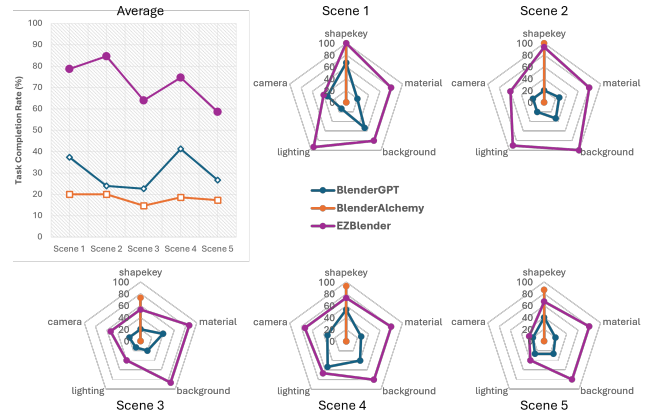 Average
Task Completion Rate (%)
100
90
80
70
60
50
40
30
20
10
0
Scene 1 Scene 2 Scene 3 Scene 4 Scene 5
Scene 1
shapekey
100
80
60
40
20
0
camera
material
lighting
background
Scene 2
shapekey
100
80
60
40
20
0
camera
material
lighting
background
BlenderGPT
BlenderAlchemy
EZBlender
shapekey
100
80
60
40
20
0
camera
material
lighting
background
Scene 3
shapekey
100
80
60
40
20
0
camera
material
lighting
background
Scene 4
shapekey
100
80
60
40
20
0
camera
material
lighting
background
Scene 5